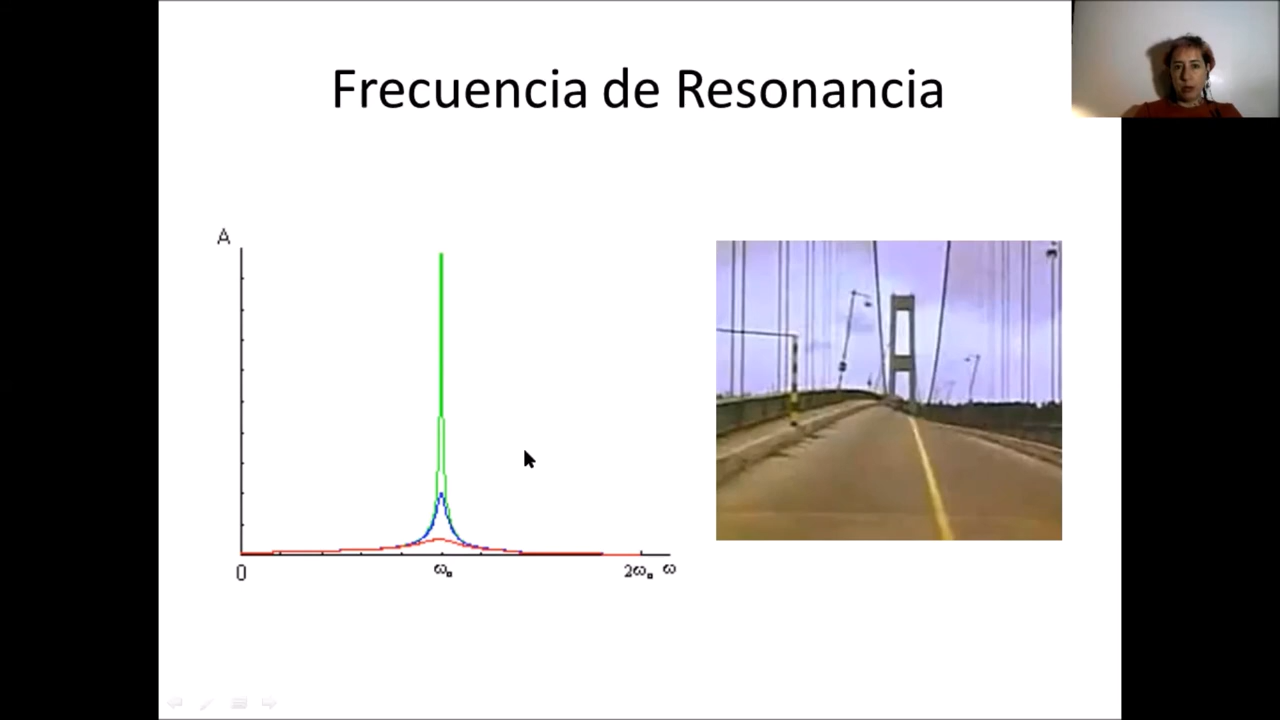 Frecuencia de Resonancia
A
0 ω₀ 2ω₀ ω